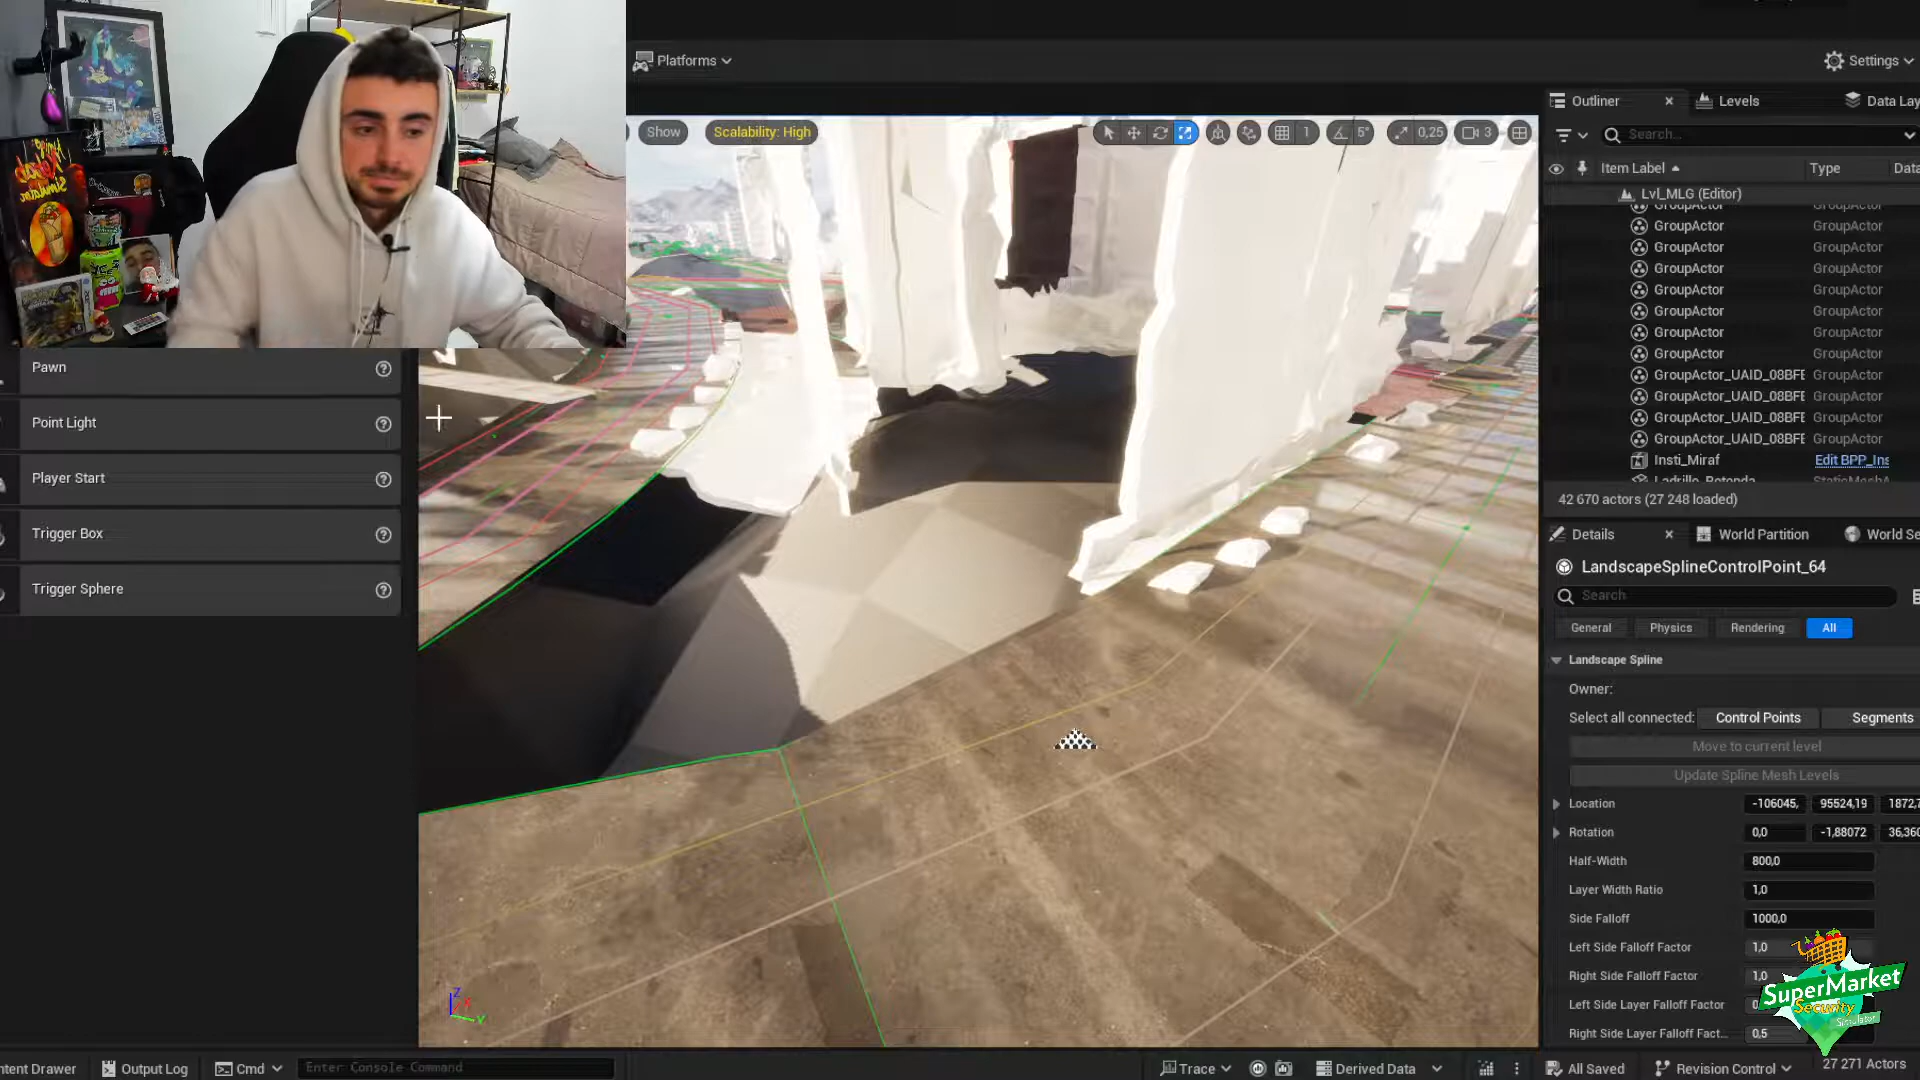 Platforms
Settings
Show
Scalability: High
1
5°
0,25
3
Outliner
Levels
Data Lay
Search...
Item Label
Type
Data
Lvl_MLG (Editor)
GroupActor GroupActor
GroupActor GroupActor
GroupActor GroupActor
GroupActor GroupActor
GroupActor GroupActor
GroupActor GroupActor
GroupActor GroupActor
GroupActor GroupActor
GroupActor_UAID_08BFE GroupActor
GroupActor_UAID_08BFE GroupActor
GroupActor_UAID_08BFE GroupActor
GroupActor_UAID_08BFE GroupActor
Insti_Miraf Edit BPP_Ins
Ladrillo_Rotonda StaticMeshA
42 670 actors (27 248 loaded)
Details
World Partition
World Se
LandscapeSplineControlPoint_64
Search
General
Physics
Rendering
All
Landscape Spline
Owner:
Select all connected: Control Points Segments
Move to current level
Update Spline Mesh Levels
Location -106045, 95524,19 1872,7
Rotation 0,0 -1,88072 36,360
Half-Width 800,0
Layer Width Ratio 1,0
Side Falloff 1000,0
Left Side Falloff Factor 1,0
Right Side Falloff Factor 1,0
Left Side Layer Falloff Factor
Right Side Layer Falloff Fact... 0,5
SuperMarket
Security
Simulator
Pawn
Point Light
Player Start
Trigger Box
Trigger Sphere
Z
Y
ntent Drawer
Output Log
Cmd
Enter Console Command
Trace
Derived Data
All Saved
Revision Control
27 271 Actors